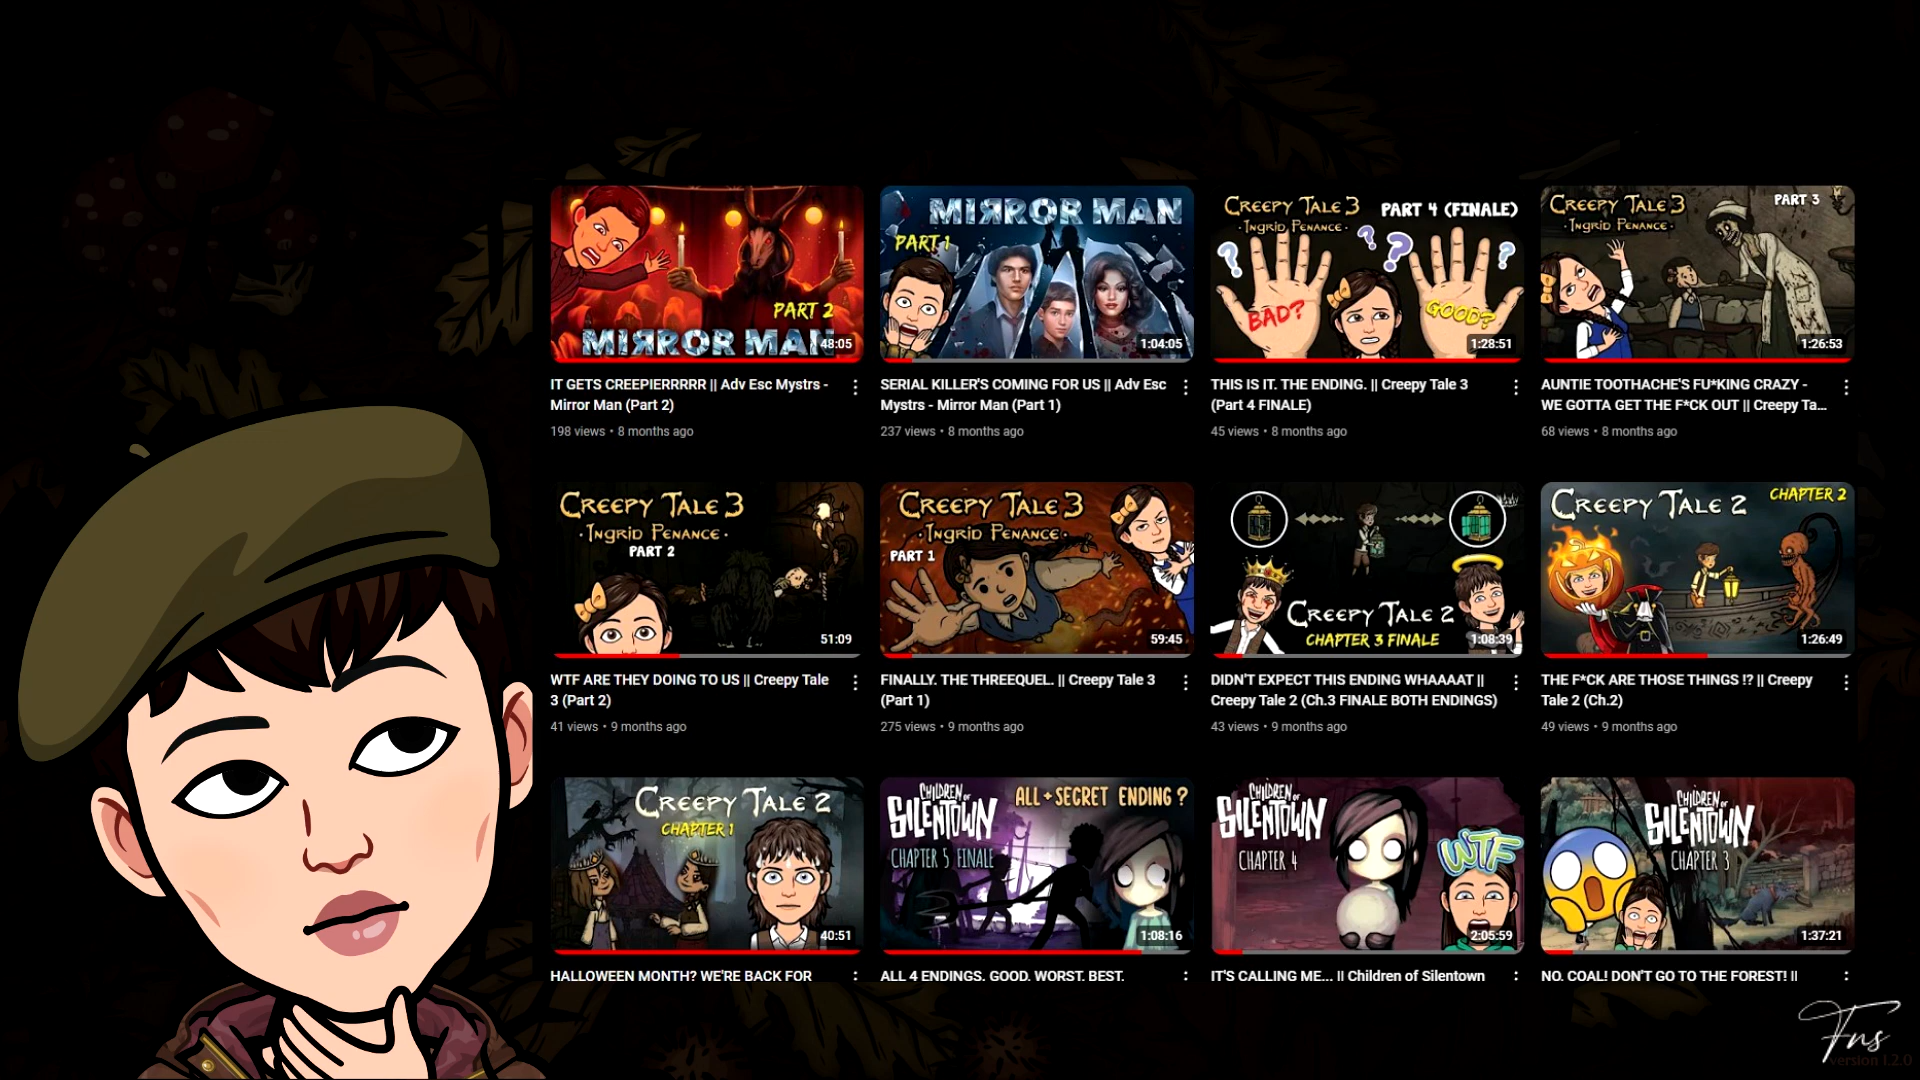 PART 2
MIRROR MAN
48:05
IT GETS CREEPIERRRRR || Adv Esc Mystrs -
Mirror Man (Part 2)
198 views • 8 months ago
MIRROR MAN
PART 1
1:04:05
SERIAL KILLER'S COMING FOR US || Adv Esc
Mystrs - Mirror Man (Part 1)
237 views • 8 months ago
CREEPY TALE 3
·INGRID PENANCE·
PART 4 (FINALE)
? ? ? ?
BAD?
GOOD?
1:28:51
THIS IS IT. THE ENDING. || Creepy Tale 3
(Part 4 FINALE)
45 views • 8 months ago
CREEPY TALE 3
·INGRID PENANCE·
PART 3
1:26:53
AUNTIE TOOTHACHE'S FU*KING CRAZY -
WE GOTTA GET THE F*CK OUT || Creepy Ta...
68 views • 8 months ago
CREEPY TALE 3
·INGRID PENANCE·
PART 2
51:09
WTF ARE THEY DOING TO US || Creepy Tale
3 (Part 2)
41 views • 9 months ago
CREEPY TALE 3
·INGRID PENANCE·
PART 1
59:45
FINALLY. THE THREEQUEL. || Creepy Tale 3
(Part 1)
275 views • 9 months ago
CREEPY TALE 2
CHAPTER 3 FINALE
1:08:39
DIDN'T EXPECT THIS ENDING WHAAAAT ||
Creepy Tale 2 (Ch.3 FINALE BOTH ENDINGS)
43 views • 9 months ago
CREEPY TALE 2
CHAPTER 2
1:26:49
THE F*CK ARE THOSE THINGS !? || Creepy
Tale 2 (Ch.2)
49 views • 9 months ago
CREEPY TALE 2
CHAPTER 1
40:51
HALLOWEEN MONTH? WE'RE BACK FOR
CHILDREN OF
SILENTOWN
ALL + SECRET ENDING ?
CHAPTER 5 FINALE
1:08:16
ALL 4 ENDINGS. GOOD. WORST. BEST.
CHILDREN OF
SILENTOWN
CHAPTER 4
WTF
2:05:59
IT'S CALLING ME... || Children of Silentown
CHILDREN OF
SILENTOWN
CHAPTER 3
1:37:21
NO. COAL! DON'T GO TO THE FOREST! ||
Fns
version 1.2.0